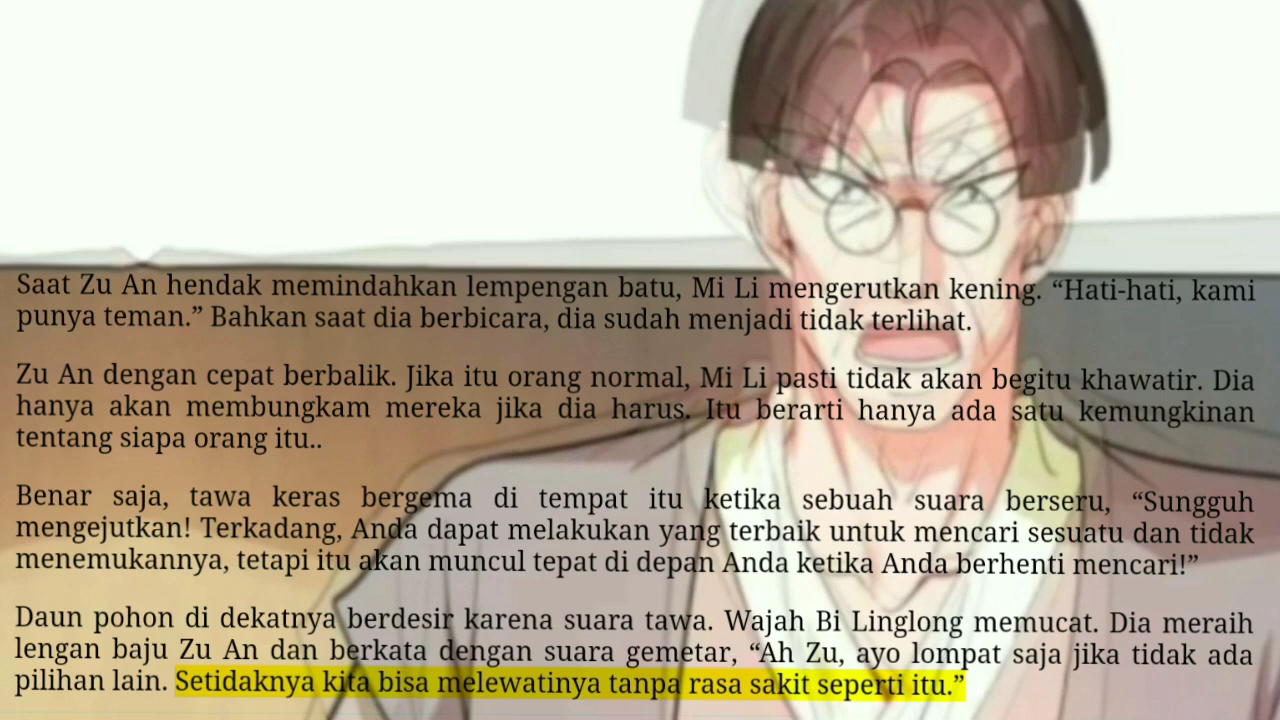 Saat Zu An hendak memindahkan lempengan batu, Mi Li mengerutkan kening. “Hati-hati, kami
punya teman.” Bahkan saat dia berbicara, dia sudah menjadi tidak terlihat.
Zu An dengan cepat berbalik. Jika itu orang normal, Mi Li pasti tidak akan begitu khawatir. Dia
hanya akan membungkam mereka jika dia harus. Itu berarti hanya ada satu kemungkinan
tentang siapa orang itu..
Benar saja, tawa keras bergema di tempat itu ketika sebuah suara berseru, “Sungguh
mengejutkan! Terkadang, Anda dapat melakukan yang terbaik untuk mencari sesuatu dan tidak
menemukannya, tetapi itu akan muncul tepat di depan Anda ketika Anda berhenti mencari!”
Daun pohon di dekatnya berdesir karena suara tawa. Wajah Bi Linglong memucat. Dia meraih
lengan baju Zu An dan berkata dengan suara gemetar, “Ah Zu, ayo lompat saja jika tidak ada
pilihan lain. Setidaknya kita bisa melewatinya tanpa rasa sakit seperti itu.”